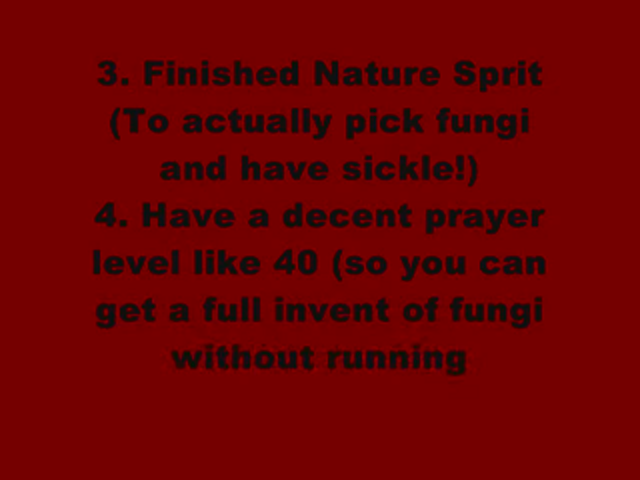 3. Finished Nature Sprit
(To actually pick fungi
and have sickle!)
4. Have a decent prayer
level like 40 (so you can
get a full invent of fungi
without running